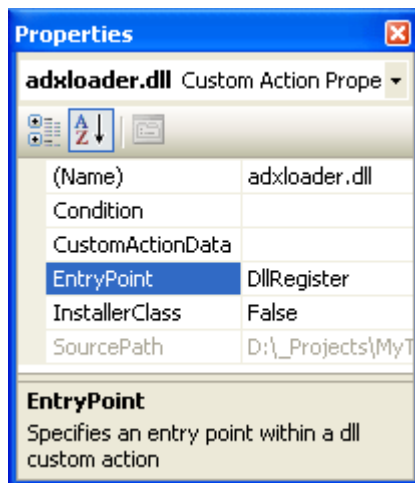 Properties
adxloader.dll Custom Action Prope
A
Z
(Name) adxloader.dll
Condition
CustomActionData
EntryPoint DllRegister
InstallerClass False
SourcePath D:\_Projects\MyT
EntryPoint
Specifies an entry point within a dll
custom action